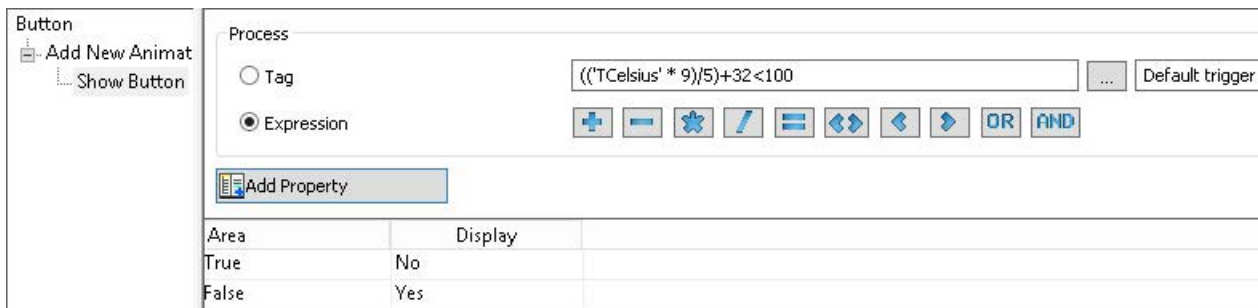 Button
Add New Animat
Show Button
Process
Tag
(('TCelsius' * 9)/5)+32<100
...
Default trigger
Expression
OR AND
Add Property
Area Display
True No
False Yes